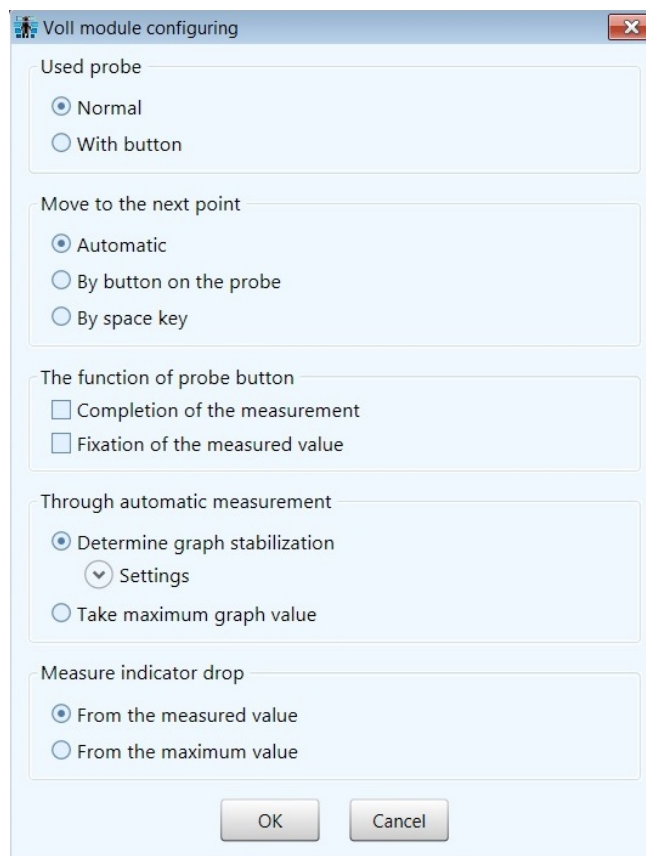 Voll module configuring
Used probe
Normal
With button
Move to the next point
Automatic
By button on the probe
By space key
The function of probe button
Completion of the measurement
Fixation of the measured value
Through automatic measurement
Determine graph stabilization
Settings
Take maximum graph value
Measure indicator drop
From the measured value
From the maximum value
OK Cancel